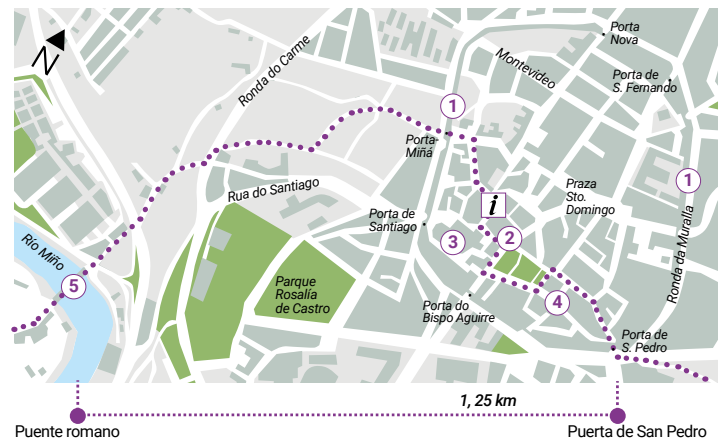 N
Ronda do Carme
Montevideo
Porta
Nova
Porta de
S. Fernando
1
Porta-
Miñá
1
Rua do Santiago
i
Praza
Sto.
Domingo
Porta de
Santiago
3
2
Ronda da Muralla
Río Miño
5
Parque
Rosalía
de Castro
4
Porta do
Bispo Aguirre
Porta de
S. Pedro
1, 25 km
Puente romano
Puerta de San Pedro